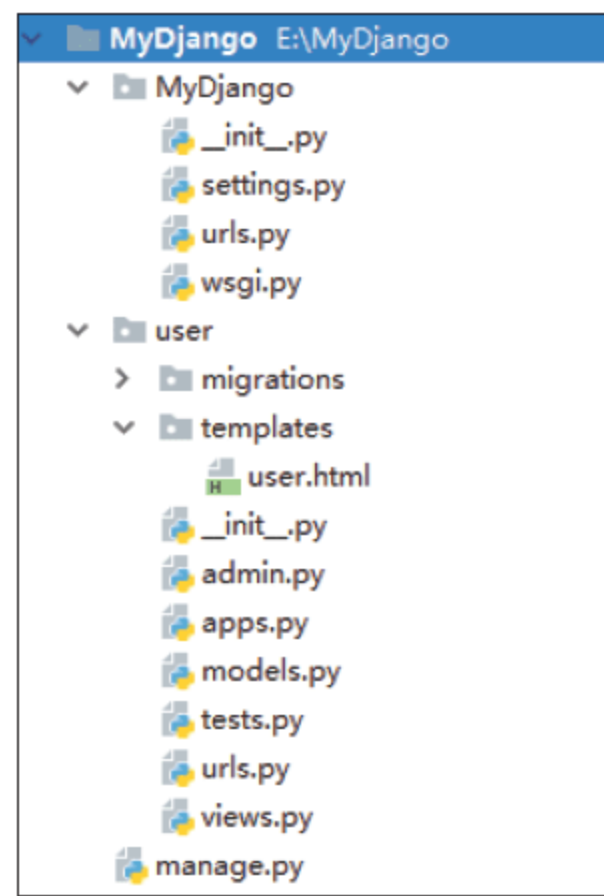 MyDjango E:\MyDjango
MyDjango
__init__.py
settings.py
urls.py
wsgi.py
user
migrations
templates
user.html
__init__.py
admin.py
apps.py
models.py
tests.py
urls.py
views.py
manage.py